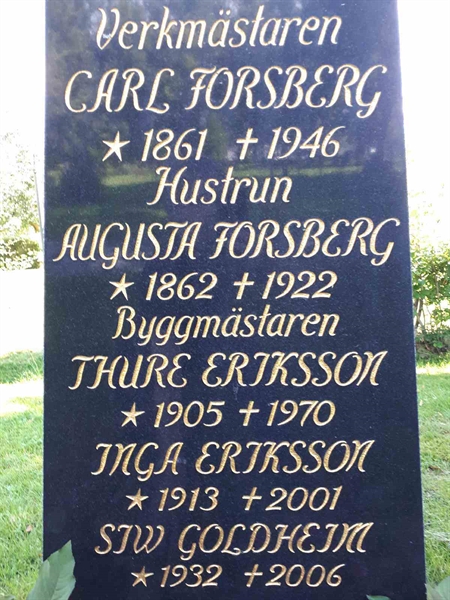 Verkmästaren
CARL FORSBERG
★ 1861 † 1946
Hustrun
AUGUSTA FORSBERG
★ 1862 † 1922
Byggmästaren
THURE ERIKSSON
★ 1905 † 1970
INGA ERIKSSON
★ 1913 † 2001
SIW GOLDHEIM
★ 1932 † 2006